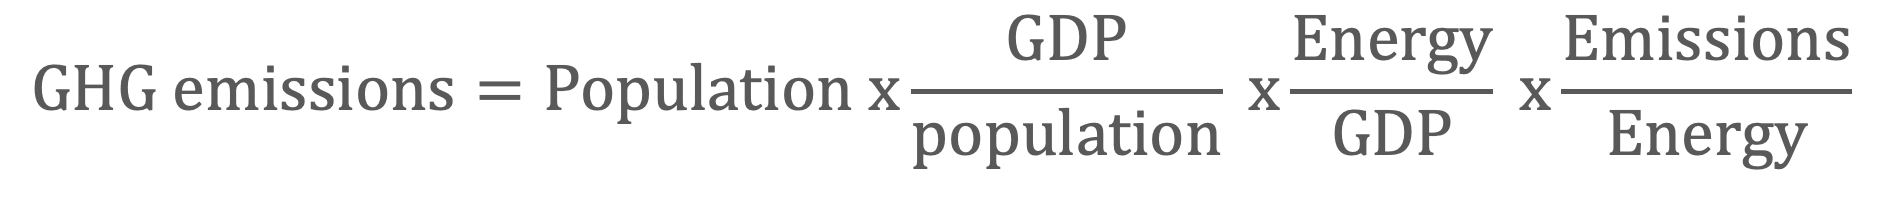 GHG emissions = Population x GDP/population x Energy/GDP x Emissions/Energy